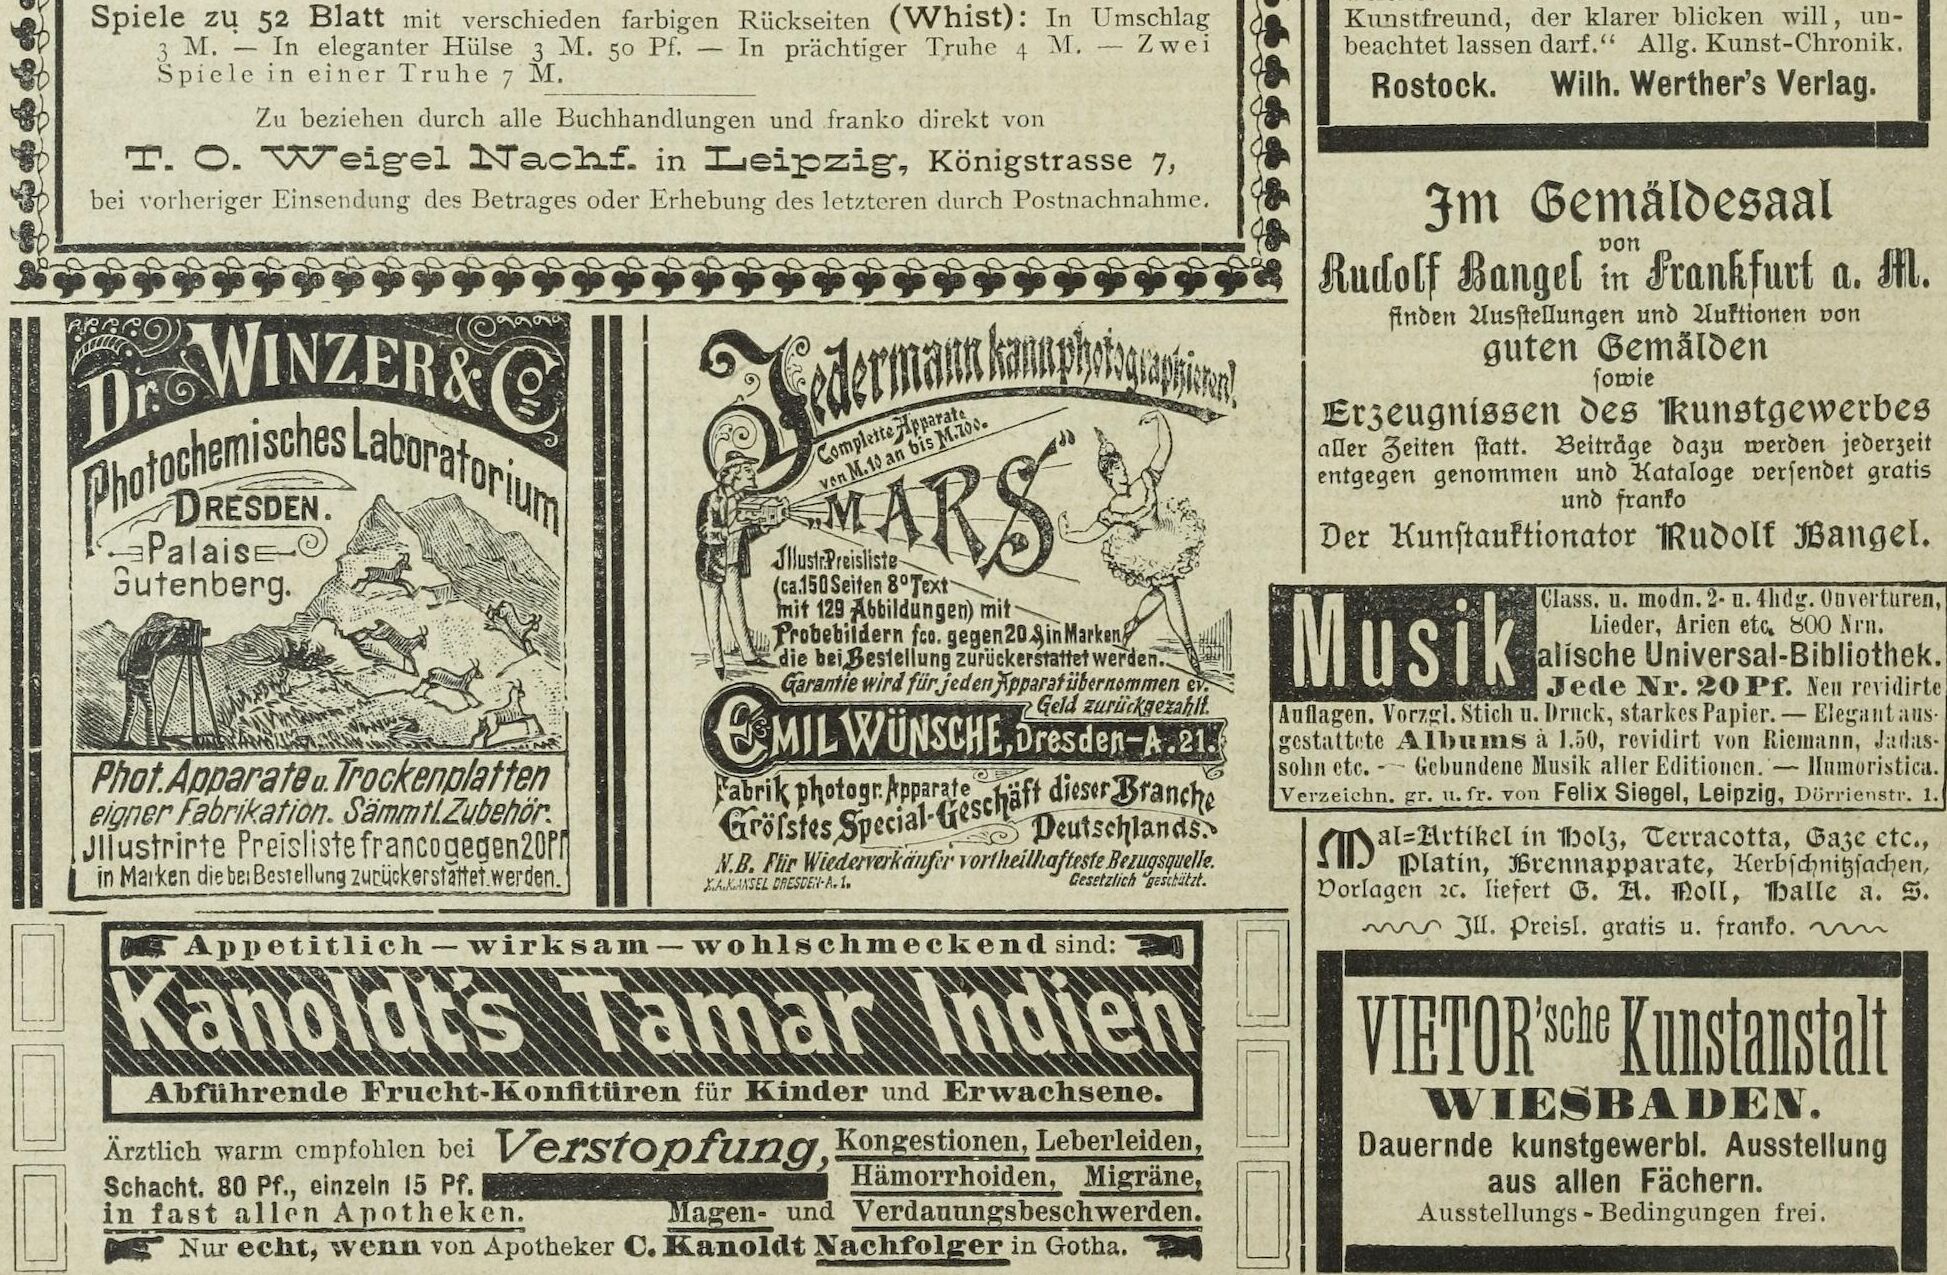 Spiele zu 52 Blatt mit verschieden farbigen Rückseiten (Whist): In Umschlag
3 M. — In eleganter Hülse 3 M. 50 Pf. — In prächtiger Truhe 4 M. — Zwei
Spiele in einer Truhe 7 M.
Zu beziehen durch alle Buchhandlungen und franko direkt von
T. O. Weigel Nachf. in Leipzig, Königstrasse 7,
bei vorheriger Einsendung des Betrages oder Erhebung des letzteren durch Postnachnahme.
Dr. WINZER & Co
Photochemisches Laboratorium
DRESDEN.
Palais
Gutenberg.
Phot. Apparate u. Trockenplatten
eigner Fabrikation. Sämmtl. Zubehör.
Jllustrirte Preisliste franco gegen 20 Pf
in Marken die bei Bestellung zurückerstattet werden.
Jedermann kann photographieren!
Complette Apparate
von M. 10 an bis M. 700.
„MARS“
Jllustr. Preisliste
(ca. 150 Seiten 8° Text
mit 129 Abbildungen) mit
Probebildern fco. gegen 20 ₰ in Marken
die bei Bestellung zurückerstattet werden.
Garantie wird für jeden Apparat übernommen ev.
Geld zurückgezahlt.
EMIL WÜNSCHE, Dresden-A. 21.
Fabrik photogr. Apparate
Gröfstes Special-Geschäft dieser Branche
Deutschlands.
N.B. Für Wiederverkäufer vortheilhafteste Bezugsquelle.
DRESDEN-A. 1. Gesetzlich geschützt.
Appetitlich — wirksam — wohlschmeckend sind:
Kanoldt's Tamar Indien
Abführende Frucht-Konfitüren für Kinder und Erwachsene.
Ärztlich warm empfohlen bei Verstopfung, Kongestionen, Leberleiden,
Schacht. 80 Pf., einzeln 15 Pf. Hämorrhoiden, Migräne,
in fast allen Apotheken. Magen- und Verdauungsbeschwerden.
Nur echt, wenn von Apotheker C. Kanoldt Nachfolger in Gotha.
Kunstfreund, der klarer blicken will, un-
beachtet lassen darf.“ Allg. Kunst-Chronik.
Rostock. Wilh. Werther's Verlag.
Im Gemäldesaal
von
Rudolf Bangel in Frankfurt a. M.
finden Ausstellungen und Auktionen von
guten Gemälden
sowie
Erzeugnissen des Kunstgewerbes
aller Zeiten statt. Beiträge dazu werden jederzeit
entgegen genommen und Kataloge versendet gratis
und franko
Der Kunstauktionator Rudolf Bangel.
Musik
Class. u. modn. 2- u. 4hdg. Ouverturen,
Lieder, Arien etc. 800 Nrn.
alische Universal-Bibliothek.
Jede Nr. 20 Pf. Neu revidirte
Auflagen. Vorzgl. Stich u. Druck, starkes Papier. — Elegant aus-
gestattete Albums à 1.50, revidirt von Riemann, Jadas-
sohn etc. — Gebundene Musik aller Editionen. — Humoristica.
Verzeichn. gr. u. fr. von Felix Siegel, Leipzig, Dörrienstr. 1.
Mal=Artikel in Holz, Terracotta, Gaze etc.,
Platin, Brennapparate, Kerbschnitzsachen,
Vorlagen ꝛc. liefert G. A. Noll, Halle a. S.
Ill. Preisl. gratis u. franko.
VIETOR'sche Kunstanstalt
WIESBADEN.
Dauernde kunstgewerbl. Ausstellung
aus allen Fächern.
Ausstellungs-Bedingungen frei.